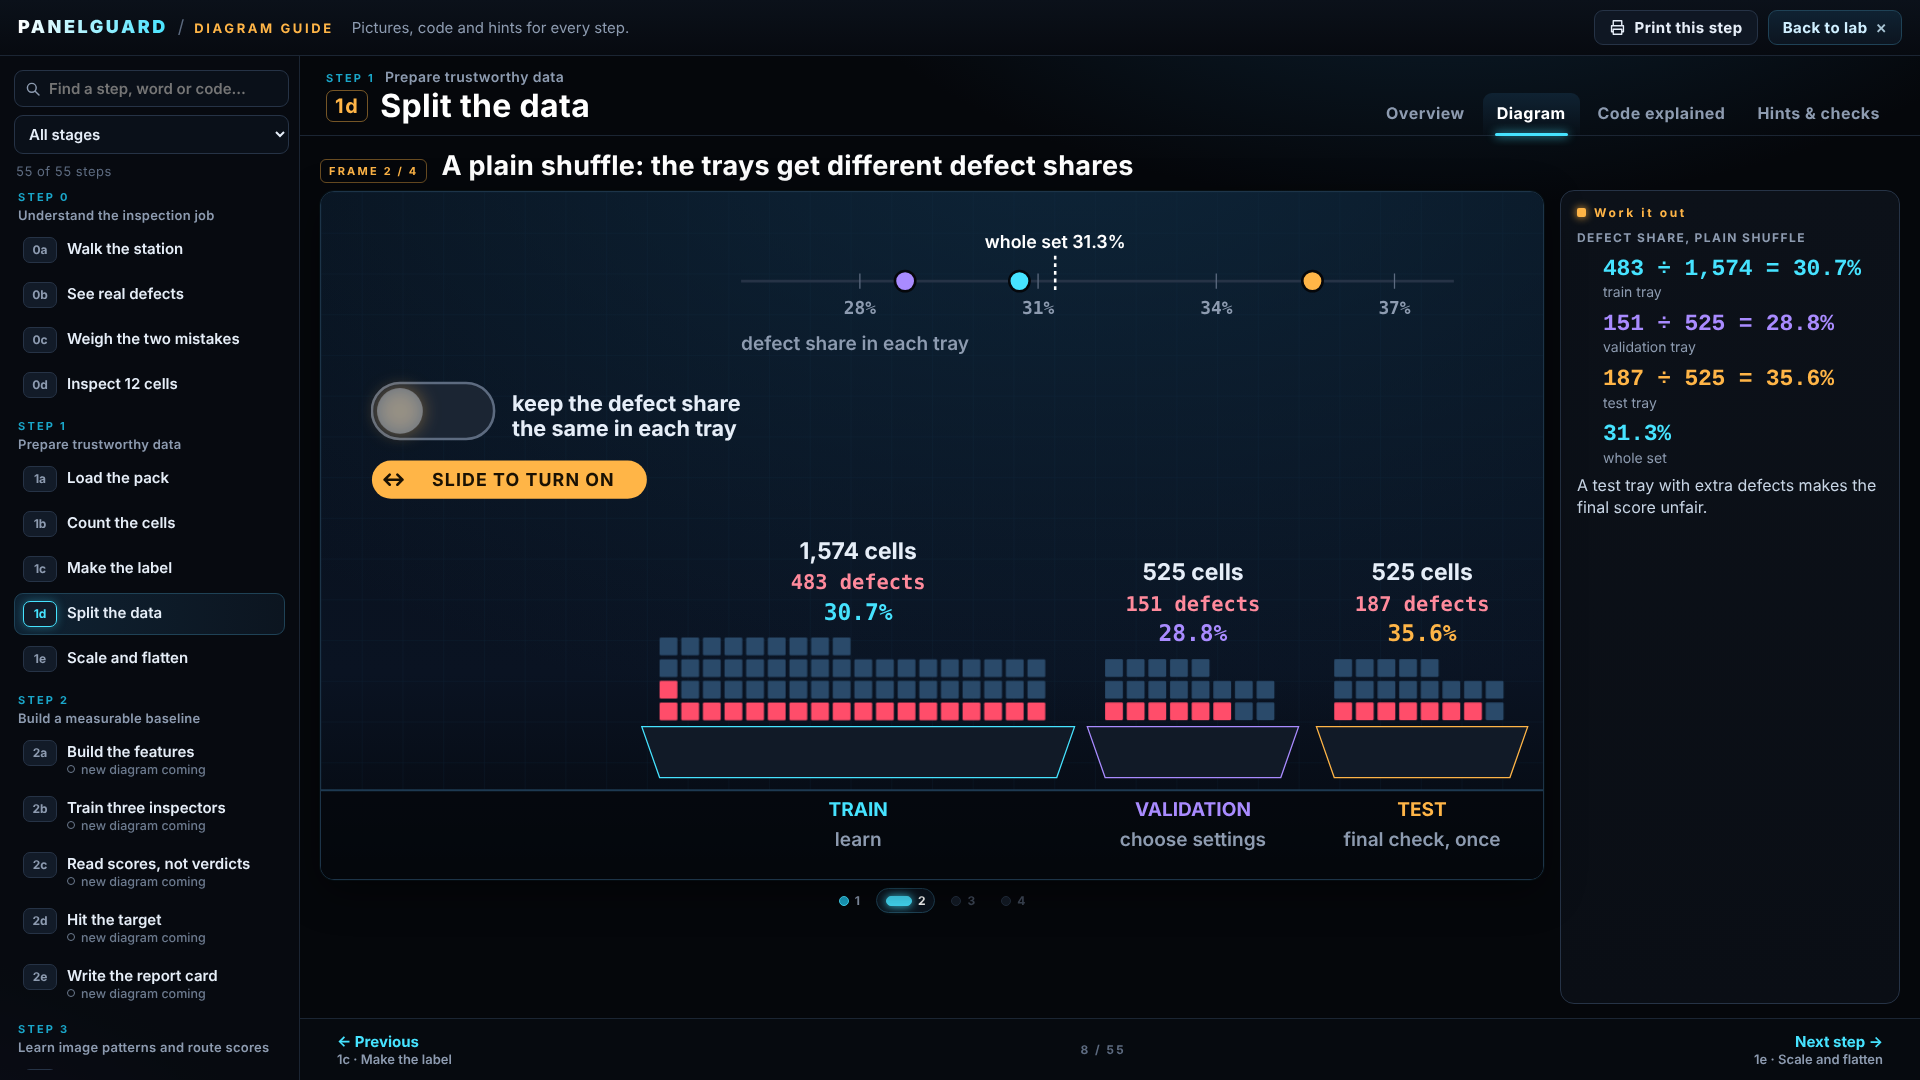 PANELGUARD / DIAGRAM GUIDE Pictures, code and hints for every step.
Print this step
Back to lab ×
Find a step, word or code...
All stages
55 of 55 steps
STEP 0
Understand the inspection job
0a Walk the station
0b See real defects
0c Weigh the two mistakes
0d Inspect 12 cells
STEP 1
Prepare trustworthy data
1a Load the pack
1b Count the cells
1c Make the label
1d Split the data
1e Scale and flatten
STEP 2
Build a measurable baseline
2a Build the features
new diagram coming
2b Train three inspectors
new diagram coming
2c Read scores, not verdicts
new diagram coming
2d Hit the target
new diagram coming
2e Write the report card
new diagram coming
STEP 3
Learn image patterns and route scores
STEP 1 Prepare trustworthy data
1d Split the data
Overview
Diagram
Code explained
Hints & checks
FRAME 2 / 4 A plain shuffle: the trays get different defect shares
whole set 31.3%
28% 31% 34% 37%
defect share in each tray
keep the defect share
the same in each tray
↔ SLIDE TO TURN ON
1,574 cells
483 defects
30.7%
525 cells
151 defects
28.8%
525 cells
187 defects
35.6%
TRAIN
learn
VALIDATION
choose settings
TEST
final check, once
1 2 3 4
Work it out
DEFECT SHARE, PLAIN SHUFFLE
483 ÷ 1,574 = 30.7%
train tray
151 ÷ 525 = 28.8%
validation tray
187 ÷ 525 = 35.6%
test tray
31.3%
whole set
A test tray with extra defects makes the
final score unfair.
← Previous
1c · Make the label
8 / 55
Next step →
1e · Scale and flatten